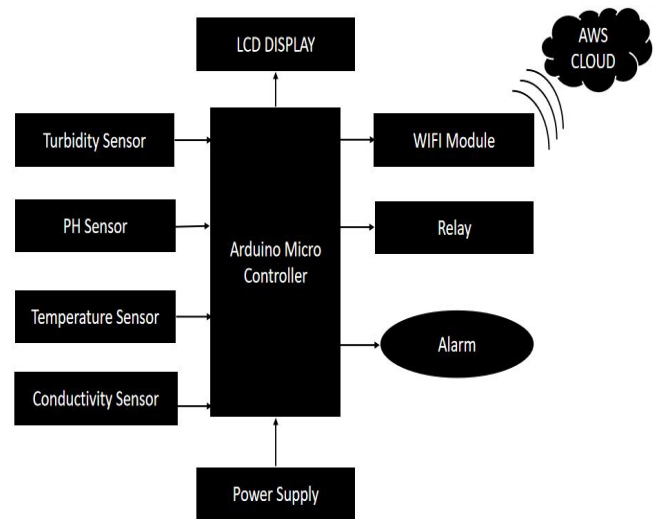 LCD DISPLAY
AWS
CLOUD
Turbidity Sensor
WIFI Module
PH Sensor
Relay
Arduino Micro
Controller
Temperature Sensor
Alarm
Conductivity Sensor
Power Supply